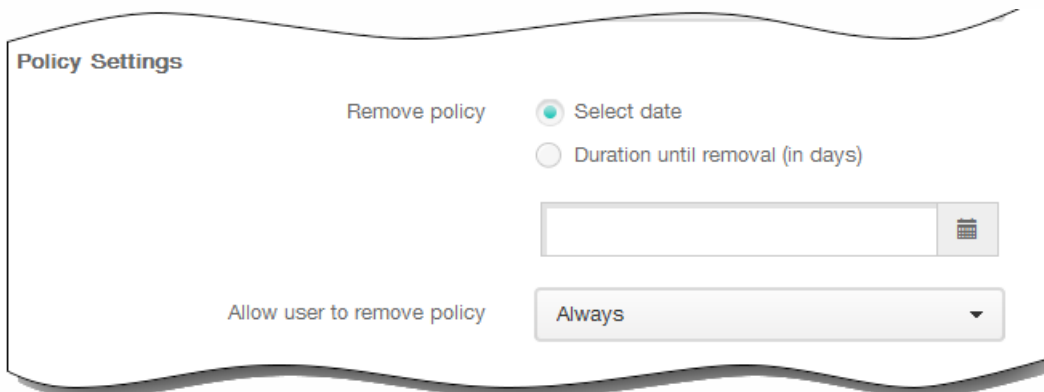 Policy Settings
Remove policy
Select date
Duration until removal (in days)
Allow user to remove policy
Always